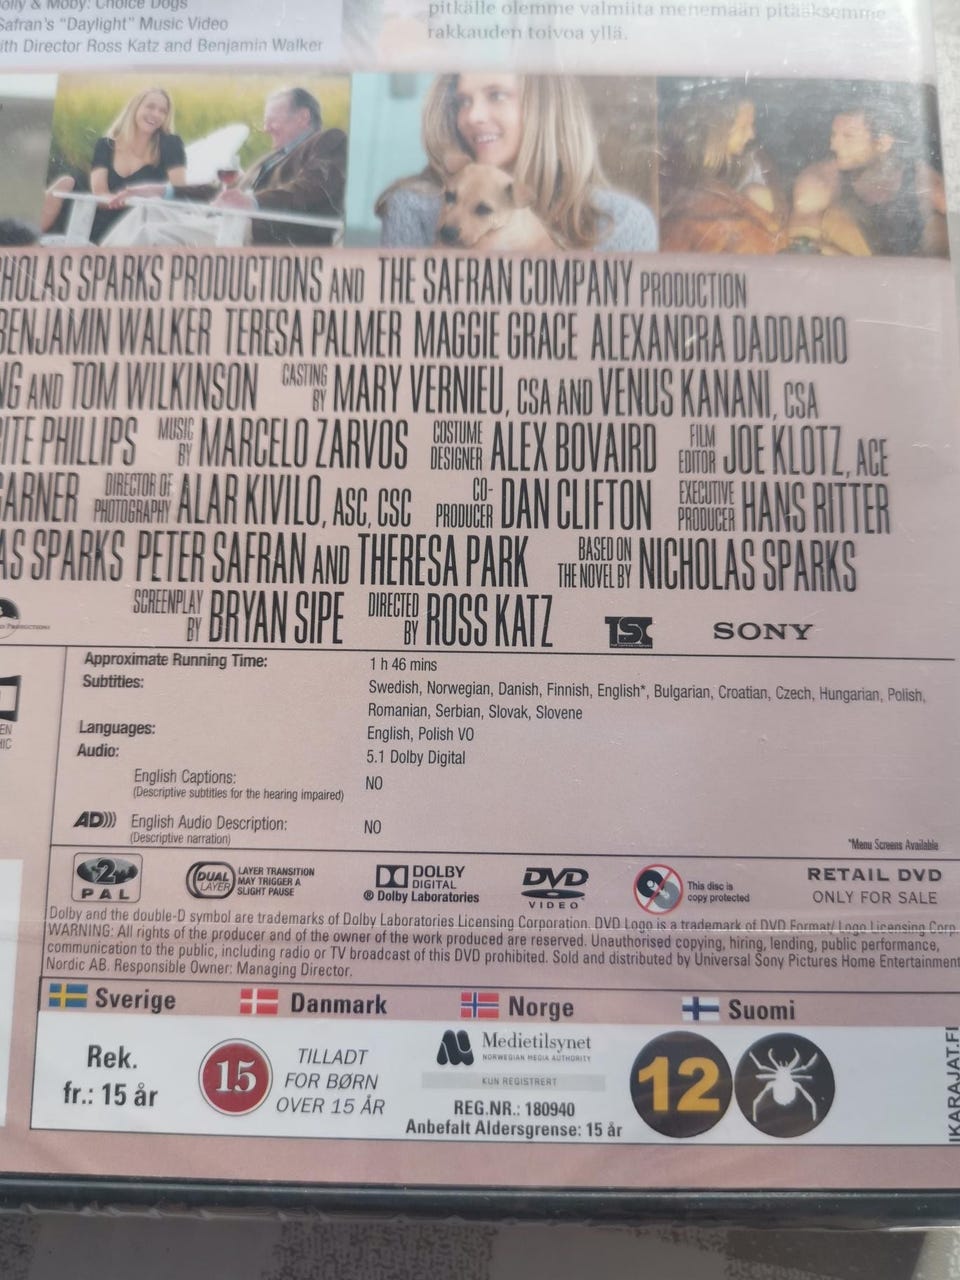 Moby: Choice Dogs
Safran's "Daylight" Music Video
with Director Ross Katz and Benjamin Walker
pitkälle olemme valmiita menemään pitääksemme
rakkauden toivoa yllä.
SPARKS PRODUCTIONS AND THE SAFRAN COMPANY PRODUCTION
BENJAMIN WALKER TERESA PALMER MAGGIE GRACE ALEXANDRA DADDARIO
AND TOM WILKINSON CASTING BY MARY VERNIEU, CSA AND VENUS KANANI, CSA
PHILLIPS MUSIC BY MARCELO ZARVOS COSTUME DESIGNER ALEX BOVAIRD FILM EDITOR JOE KLOTZ, ACE
DIRECTOR OF PHOTOGRAPHY ALAR KIVILO, ASC, CSC CO-PRODUCER DAN CLIFTON EXECUTIVE PRODUCER HANS RITTER
SPARKS PETER SAFRAN AND THERESA PARK BASED ON THE NOVEL BY NICHOLAS SPARKS
SCREENPLAY BY BRYAN SIPE DIRECTED BY ROSS KATZ TSC SONY
Approximate Running Time: 1 h 46 mins
Subtitles: Swedish, Norwegian, Danish, Finnish, English*, Bulgarian, Croatian, Czech, Hungarian, Polish,
Romanian, Serbian, Slovak, Slovene
Languages: English, Polish VO
Audio: 5.1 Dolby Digital
English Captions: NO
(Descriptive subtitles for the hearing impaired)
AD))) English Audio Description: NO
(Descriptive narration)
*Menu Screens Available
2
PAL
DUAL LAYER
LAYER TRANSITION
MAY TRIGGER A
SLIGHT PAUSE
DOLBY
DIGITAL
® Dolby Laboratories
DVD
VIDEO
This disc is
copy protected
RETAIL DVD
ONLY FOR SALE
Dolby and the double-D symbol are trademarks of Dolby Laboratories Licensing Corporation. DVD Logo is a trademark of DVD Format/ Logo Licensing Corp.
WARNING: All rights of the producer and of the owner of the work produced are reserved. Unauthorised copying, hiring, lending, public performance,
communication to the public, including radio or TV broadcast of this DVD prohibited. Sold and distributed by Universal Sony Pictures Home Entertainment
Nordic AB. Responsible Owner: Managing Director.
Sverige Danmark Norge Suomi
Rek.
fr.: 15 år
15
TILLADT
FOR BØRN
OVER 15 ÅR
Medietilsynet
NORWEGIAN MEDIA AUTHORITY
KUN REGISTRERT
REG.NR.: 180940
Anbefalt Aldersgrense: 15 år
12
IKARAJAT.FI